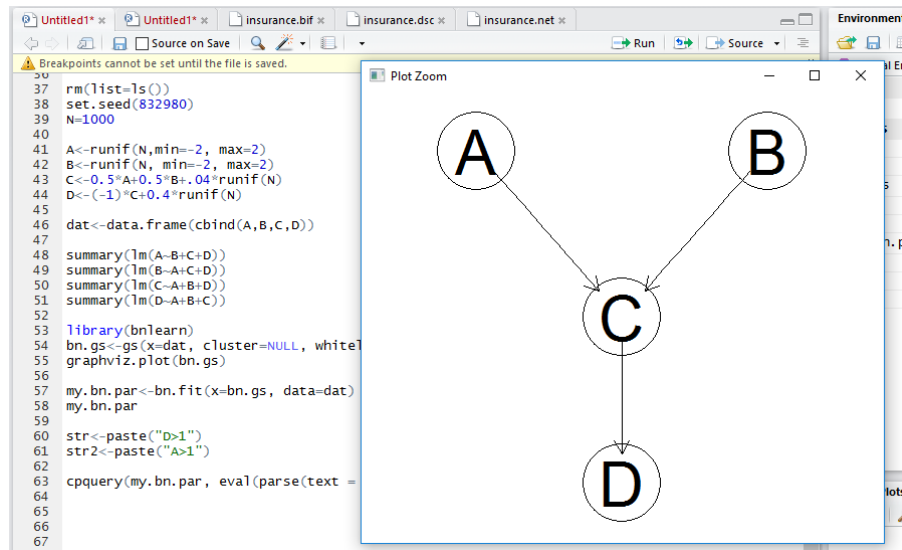 Untitled1* × Untitled1* × insurance.bif × insurance.dsc × insurance.net ×
Environment
Source on Save Run Source
Breakpoints cannot be set until the file is saved.
Plot Zoom
36
37 rm(list=ls())
38 set.seed(832980)
39 N=1000
40
41 A<-runif(N,min=-2, max=2)
42 B<-runif(N, min=-2, max=2)
43 C<-0.5*A+0.5*B+.04*runif(N)
44 D<-(-1)*C+0.4*runif(N)
45
46 dat<-data.frame(cbind(A,B,C,D))
47
48 summary(lm(A~B+C+D))
49 summary(lm(B~A+C+D))
50 summary(lm(C~A+B+D))
51 summary(lm(D~A+B+C))
52
53 library(bnlearn)
54 bn.gs<-gs(x=dat, cluster=NULL, whitel
55 graphviz.plot(bn.gs)
56
57 my.bn.par<-bn.fit(x=bn.gs, data=dat)
58 my.bn.par
59
60 str<-paste("D>1")
61 str2<-paste("A>1")
62
63 cpquery(my.bn.par, eval(parse(text =
64
65
66
67
A B
C
D